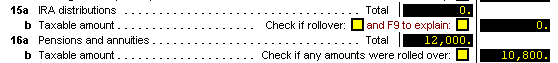 15a IRA distributions . . . . . . . . . . . . . . . . . . . . . . . . . . . . . . . Total 0.
b Taxable amount . . . . . . . . . . . . . . Check if rollover: and F9 to explain: 0.
16a Pensions and annuities . . . . . . . . . . . . . . . . . . . . . . . . . . . Total 12,000.
b Taxable amount . . . . . . . . . . . . . . Check if any amounts were rolled over: 10,800.